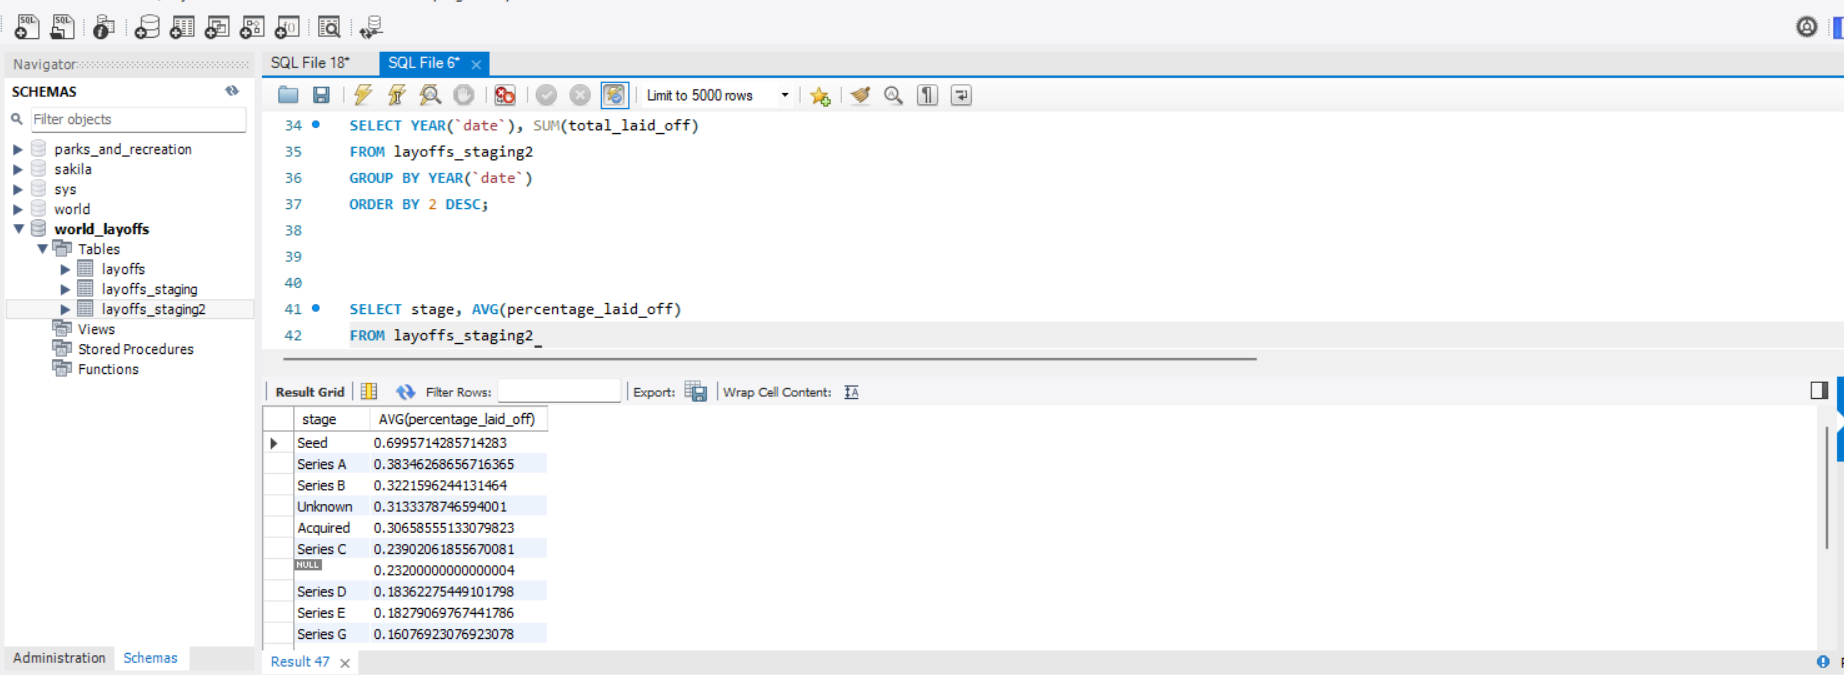 SQL
SQL
Navigator
SQL File 18*
SQL File 6*
SCHEMAS
Filter objects
Limit to 5000 rows
parks_and_recreation
sakila
sys
world
world_layoffs
Tables
layoffs
layoffs_staging
layoffs_staging2
Views
Stored Procedures
Functions
34 SELECT YEAR(`date`), SUM(total_laid_off)
35 FROM layoffs_staging2
36 GROUP BY YEAR(`date`)
37 ORDER BY 2 DESC;
38
39
40
41 SELECT stage, AVG(percentage_laid_off)
42 FROM layoffs_staging2
Result Grid Filter Rows: Export: Wrap Cell Content:
stage AVG(percentage_laid_off)
Seed 0.6995714285714283
Series A 0.38346268656716365
Series B 0.3221596244131464
Unknown 0.3133378746594001
Acquired 0.30658555133079823
Series C 0.23902061855670081
NULL 0.23200000000000004
Series D 0.18362275449101798
Series E 0.18279069767441786
Series G 0.16076923076923078
Administration Schemas
Result 47